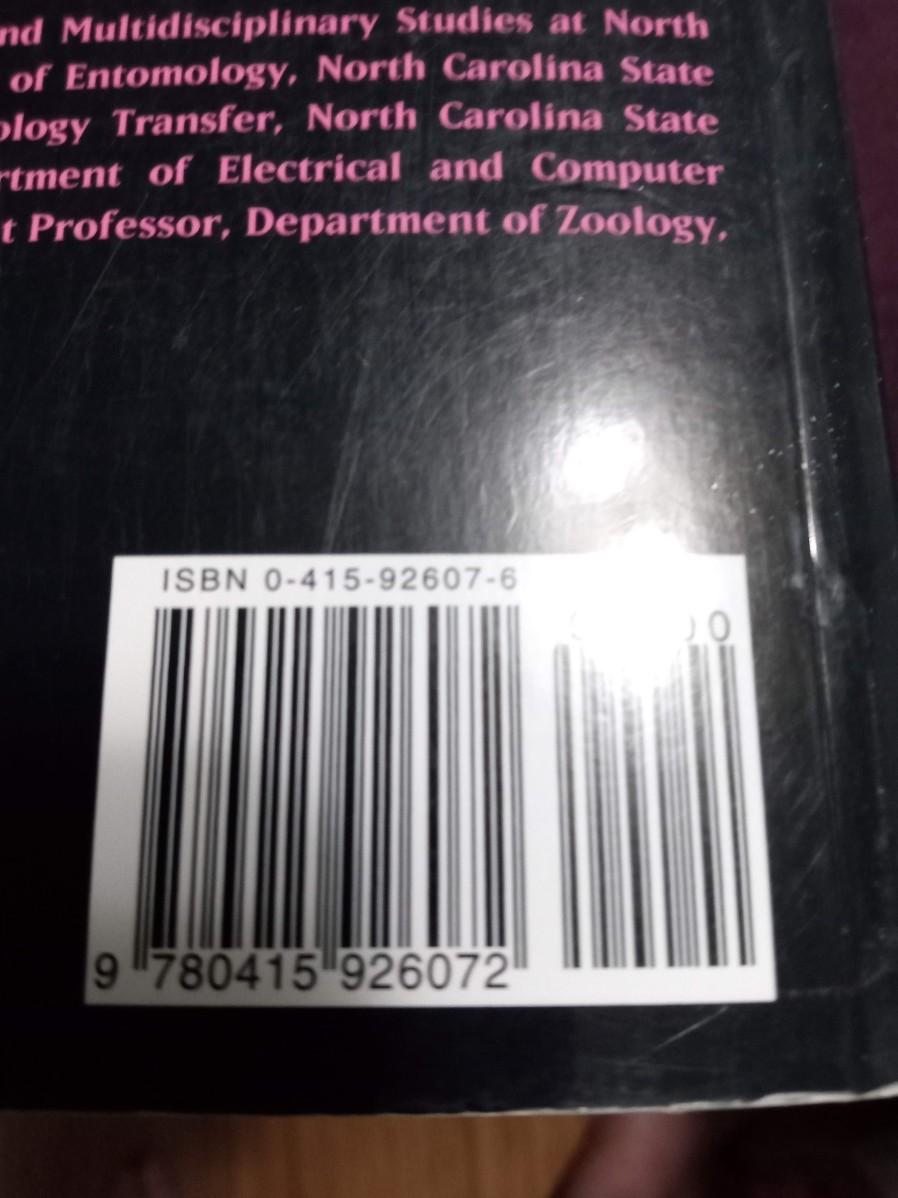 nd Multidisciplinary Studies at North
of Entomology, North Carolina State
ology Transfer, North Carolina State
rtment of Electrical and Computer
t Professor, Department of Zoology,
ISBN 0-415-92607-6
00
9 780415 926072